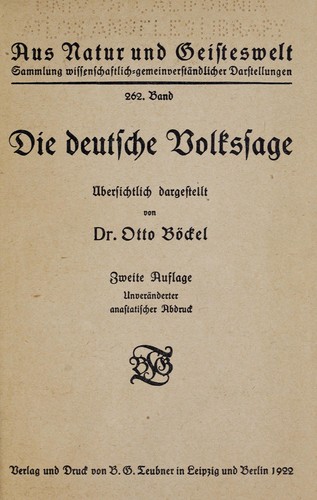 Aus Natur und Geisteswelt
Sammlung wissenschaftlich-gemeinverständlicher Darstellungen
262. Band
Die deutsche Volkssage
Übersichtlich dargestellt
von
Dr. Otto Böckel
Zweite Auflage
Unveränderter
anastatischer Abdruck
Verlag und Druck von B. G. Teubner in Leipzig und Berlin 1922